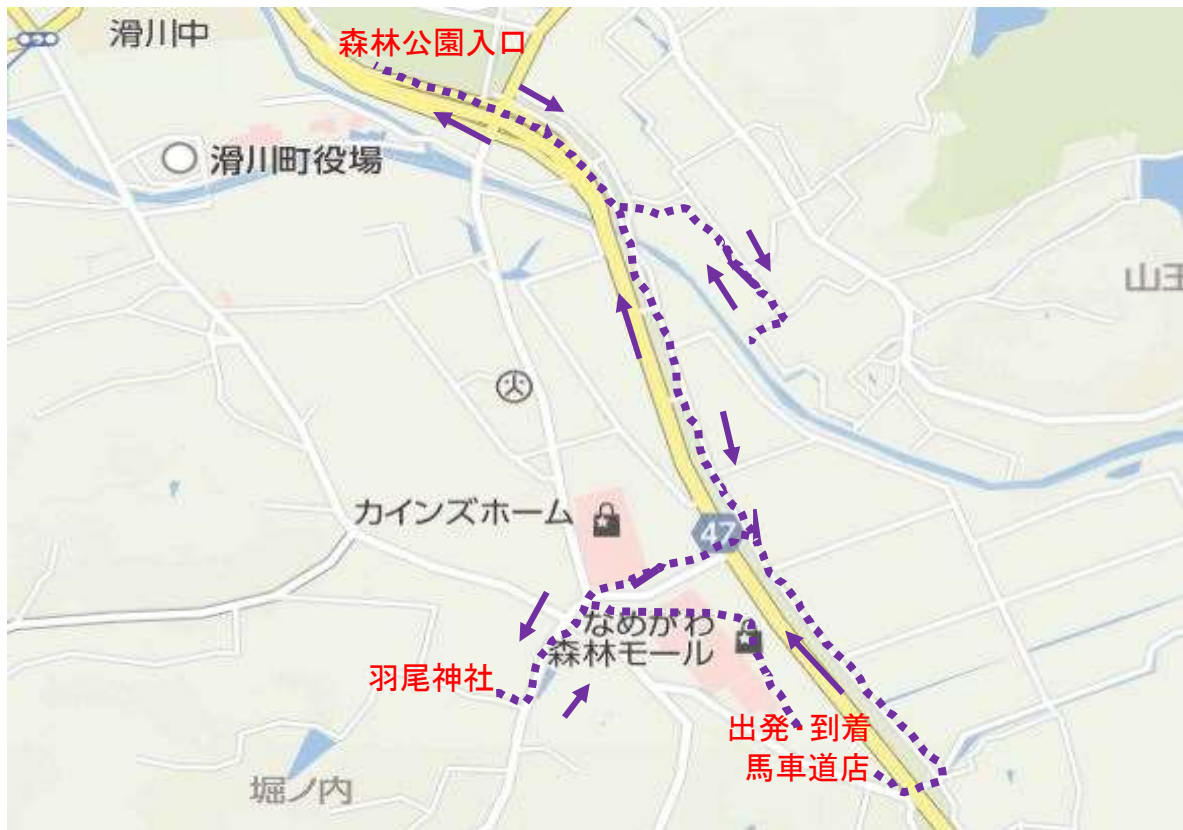 滑川中
森林公園入口
滑川町役場
山王
火
カインズホーム
47
なめがわ
森林モール
羽尾神社
出発・到着
馬車道店
堀ノ内